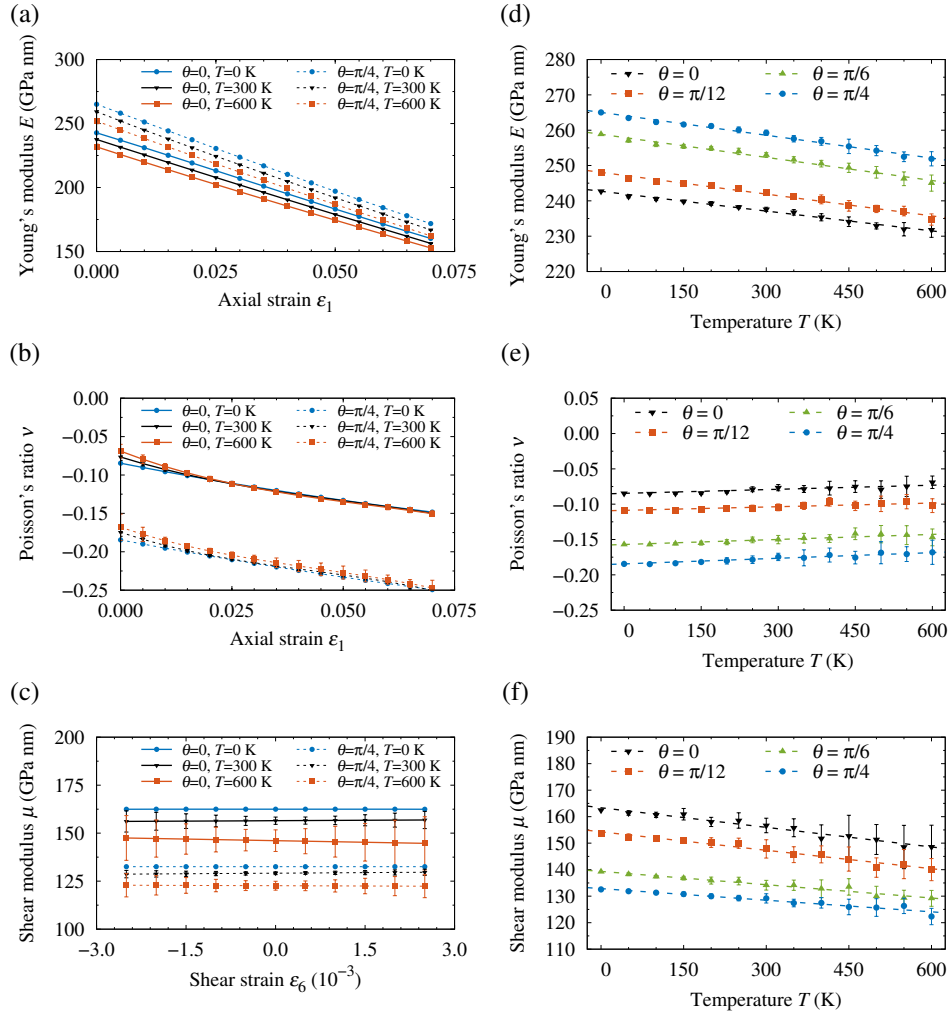 (a)
Young's modulus E (GPa nm)
300
250
200
150
θ=0, T=0 K
θ=0, T=300 K
θ=0, T=600 K
θ=π/4, T=0 K
θ=π/4, T=300 K
θ=π/4, T=600 K
0.000 0.025 0.050 0.075
Axial strain ε₁
(d)
Young's modulus E (GPa nm)
290
280
270
260
250
240
230
220
θ = 0
θ = π/12
θ = π/6
θ = π/4
0 150 300 450 600
Temperature T (K)
(b)
Poisson's ratio ν
0.00
−0.05
−0.10
−0.15
−0.20
−0.25
θ=0, T=0 K
θ=0, T=300 K
θ=0, T=600 K
θ=π/4, T=0 K
θ=π/4, T=300 K
θ=π/4, T=600 K
0.000 0.025 0.050 0.075
Axial strain ε₁
(e)
Poisson's ratio ν
0.05
0.00
−0.05
−0.10
−0.15
−0.20
−0.25
θ = 0
θ = π/12
θ = π/6
θ = π/4
0 150 300 450 600
Temperature T (K)
(c)
Shear modulus μ (GPa nm)
200
175
150
125
100
θ=0, T=0 K
θ=0, T=300 K
θ=0, T=600 K
θ=π/4, T=0 K
θ=π/4, T=300 K
θ=π/4, T=600 K
−3.0 −1.5 0.0 1.5 3.0
Shear strain ε₆ (10⁻³)
(f)
Shear modulus μ (GPa nm)
190
180
170
160
150
140
130
120
110
θ = 0
θ = π/12
θ = π/6
θ = π/4
0 150 300 450 600
Temperature T (K)